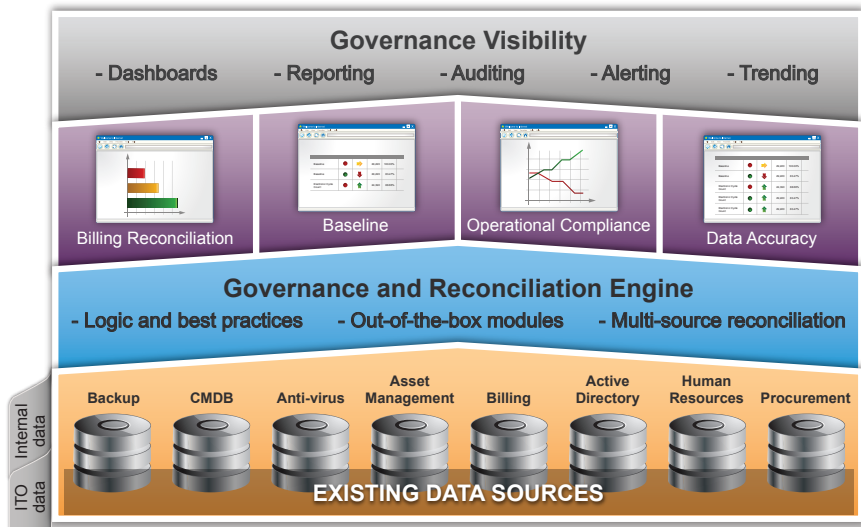 Governance Visibility
- Dashboards - Reporting - Auditing - Alerting - Trending
Billing Reconciliation
Baseline
Operational Compliance
Data Accuracy
Governance and Reconciliation Engine
- Logic and best practices - Out-of-the-box modules - Multi-source reconciliation
Backup
CMDB
Anti-virus
Asset
Management
Billing
Active
Directory
Human
Resources
Procurement
Internal
data
ITO
data
EXISTING DATA SOURCES